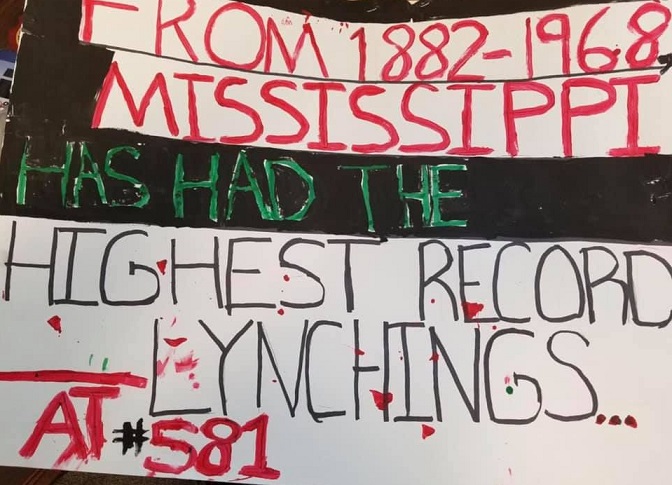 FROM 1882-1968
MISSISSIPPI
HAS HAD THE
HIGHEST RECORD
LYNCHINGS...
AT #581